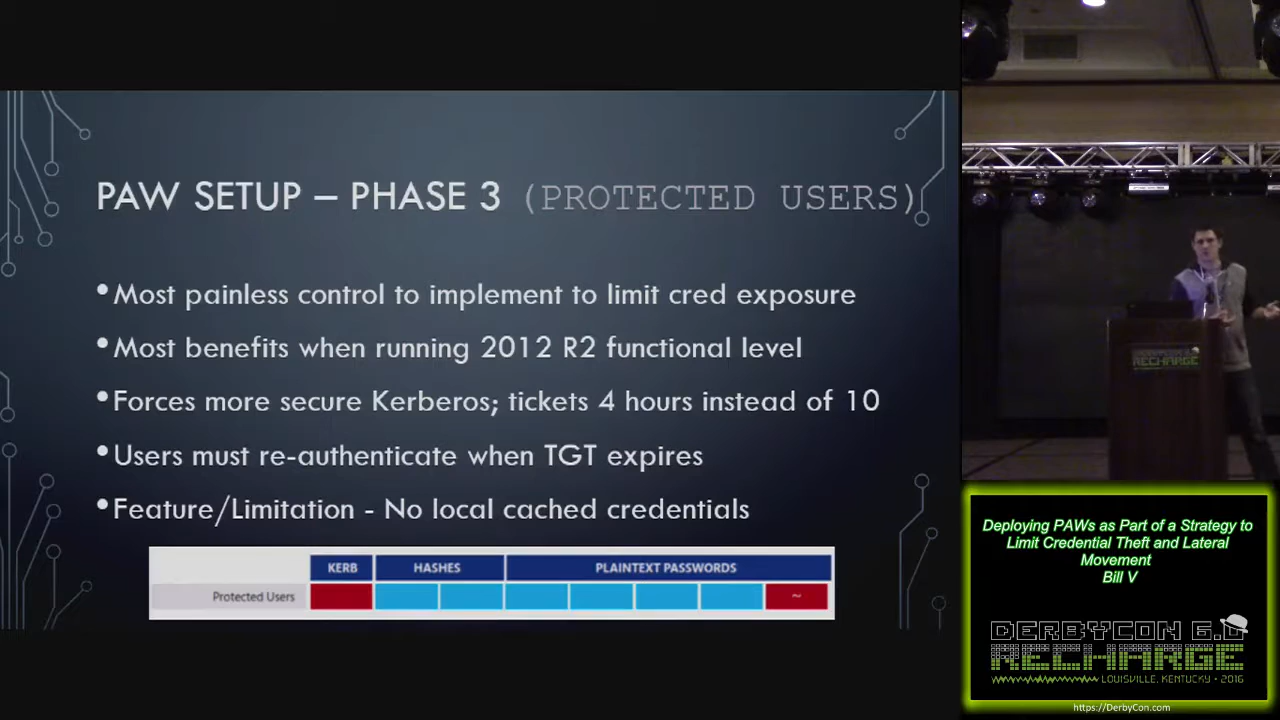 PAW SETUP – PHASE 3 (PROTECTED USERS)
•Most painless control to implement to limit cred exposure
•Most benefits when running 2012 R2 functional level
•Forces more secure Kerberos; tickets 4 hours instead of 10
•Users must re-authenticate when TGT expires
•Feature/Limitation - No local cached credentials
KERB HASHES PLAINTEXT PASSWORDS
Protected Users ~
RECHARGE
Deploying PAWs as Part of a Strategy to
Limit Credential Theft and Lateral
Movement
Bill V
DERBYCON 6.0
RECHARGE
LOUISVILLE, KENTUCKY • 2016
https://DerbyCon.com